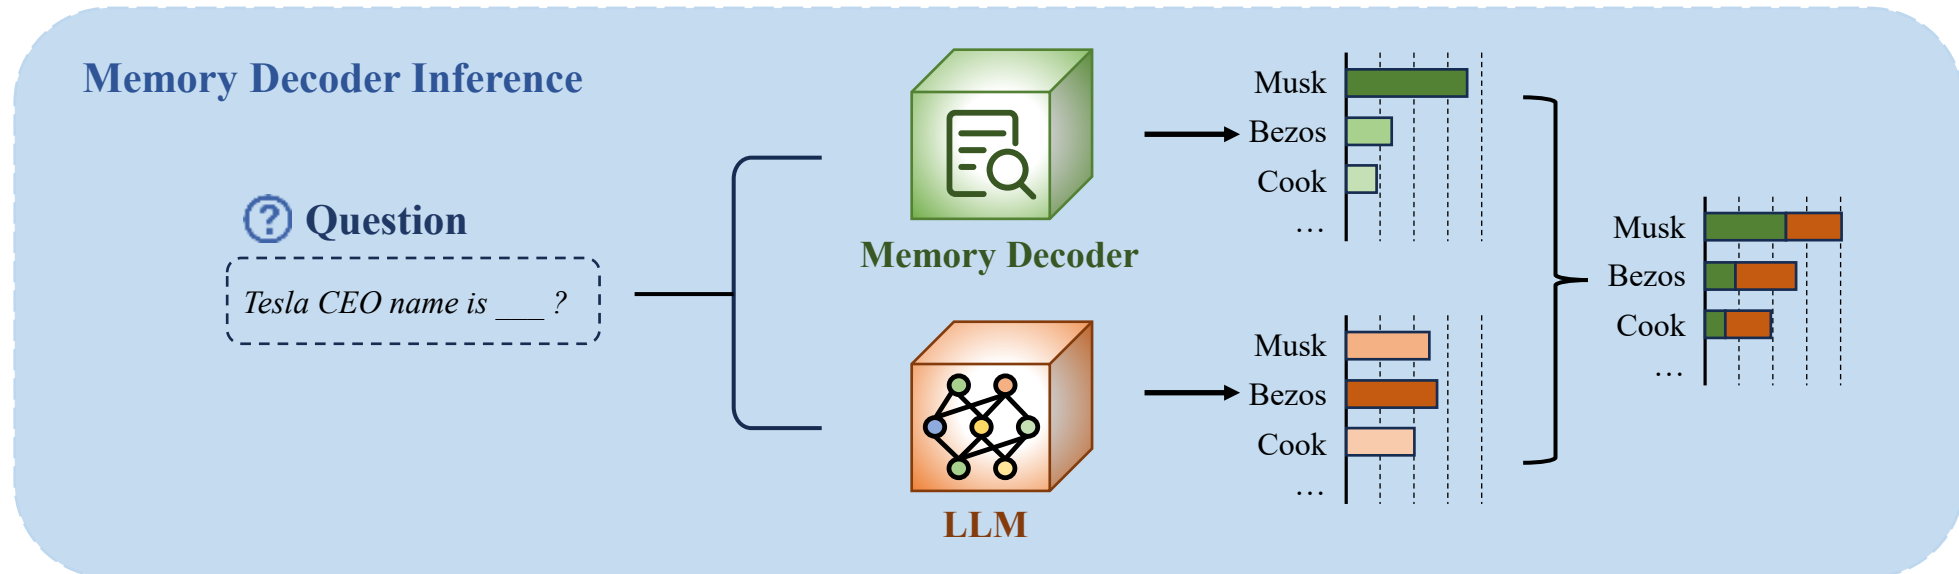 Memory Decoder Inference
Question
Tesla CEO name is ___ ?
Memory Decoder
LLM
Musk
Bezos
Cook
...
Musk
Bezos
Cook
...
Musk
Bezos
Cook
...